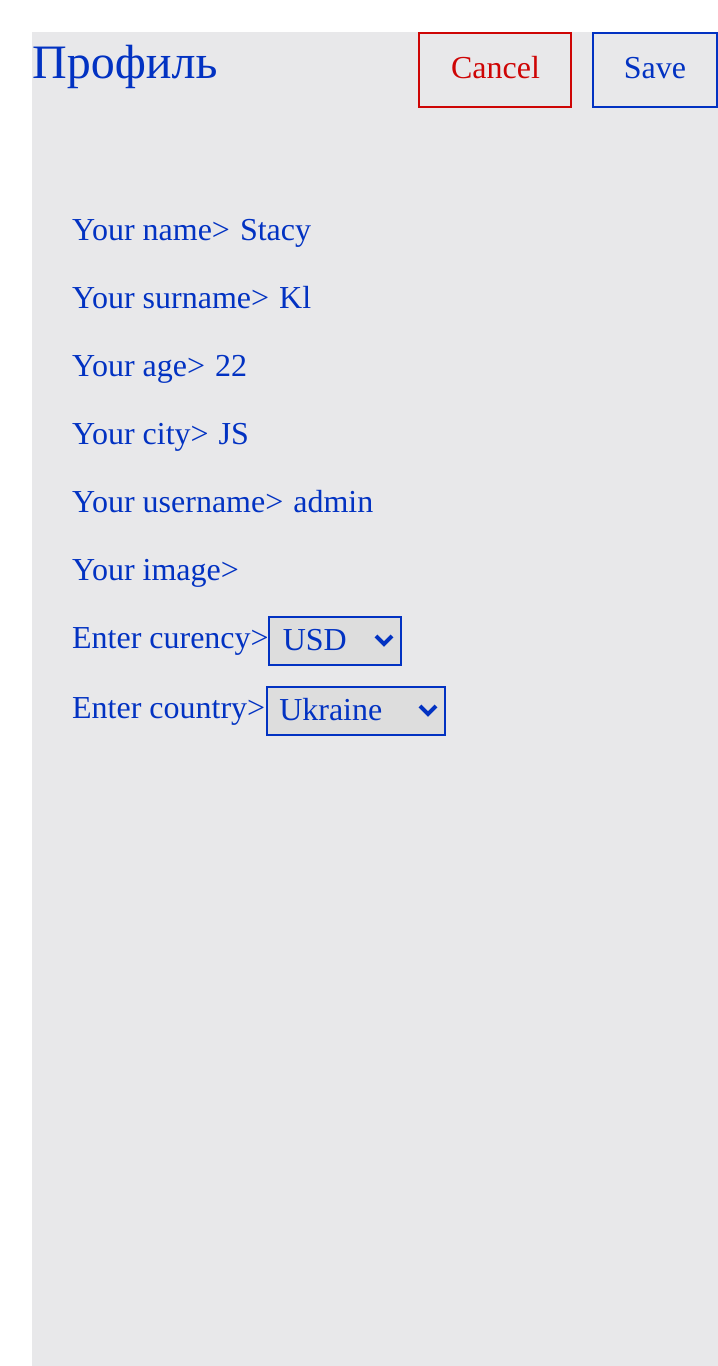 Профиль Cancel Save
Your name> Stacy
Your surname> Kl
Your age> 22
Your city> JS
Your username> admin
Your image>
Enter curency> USD
Enter country> Ukraine